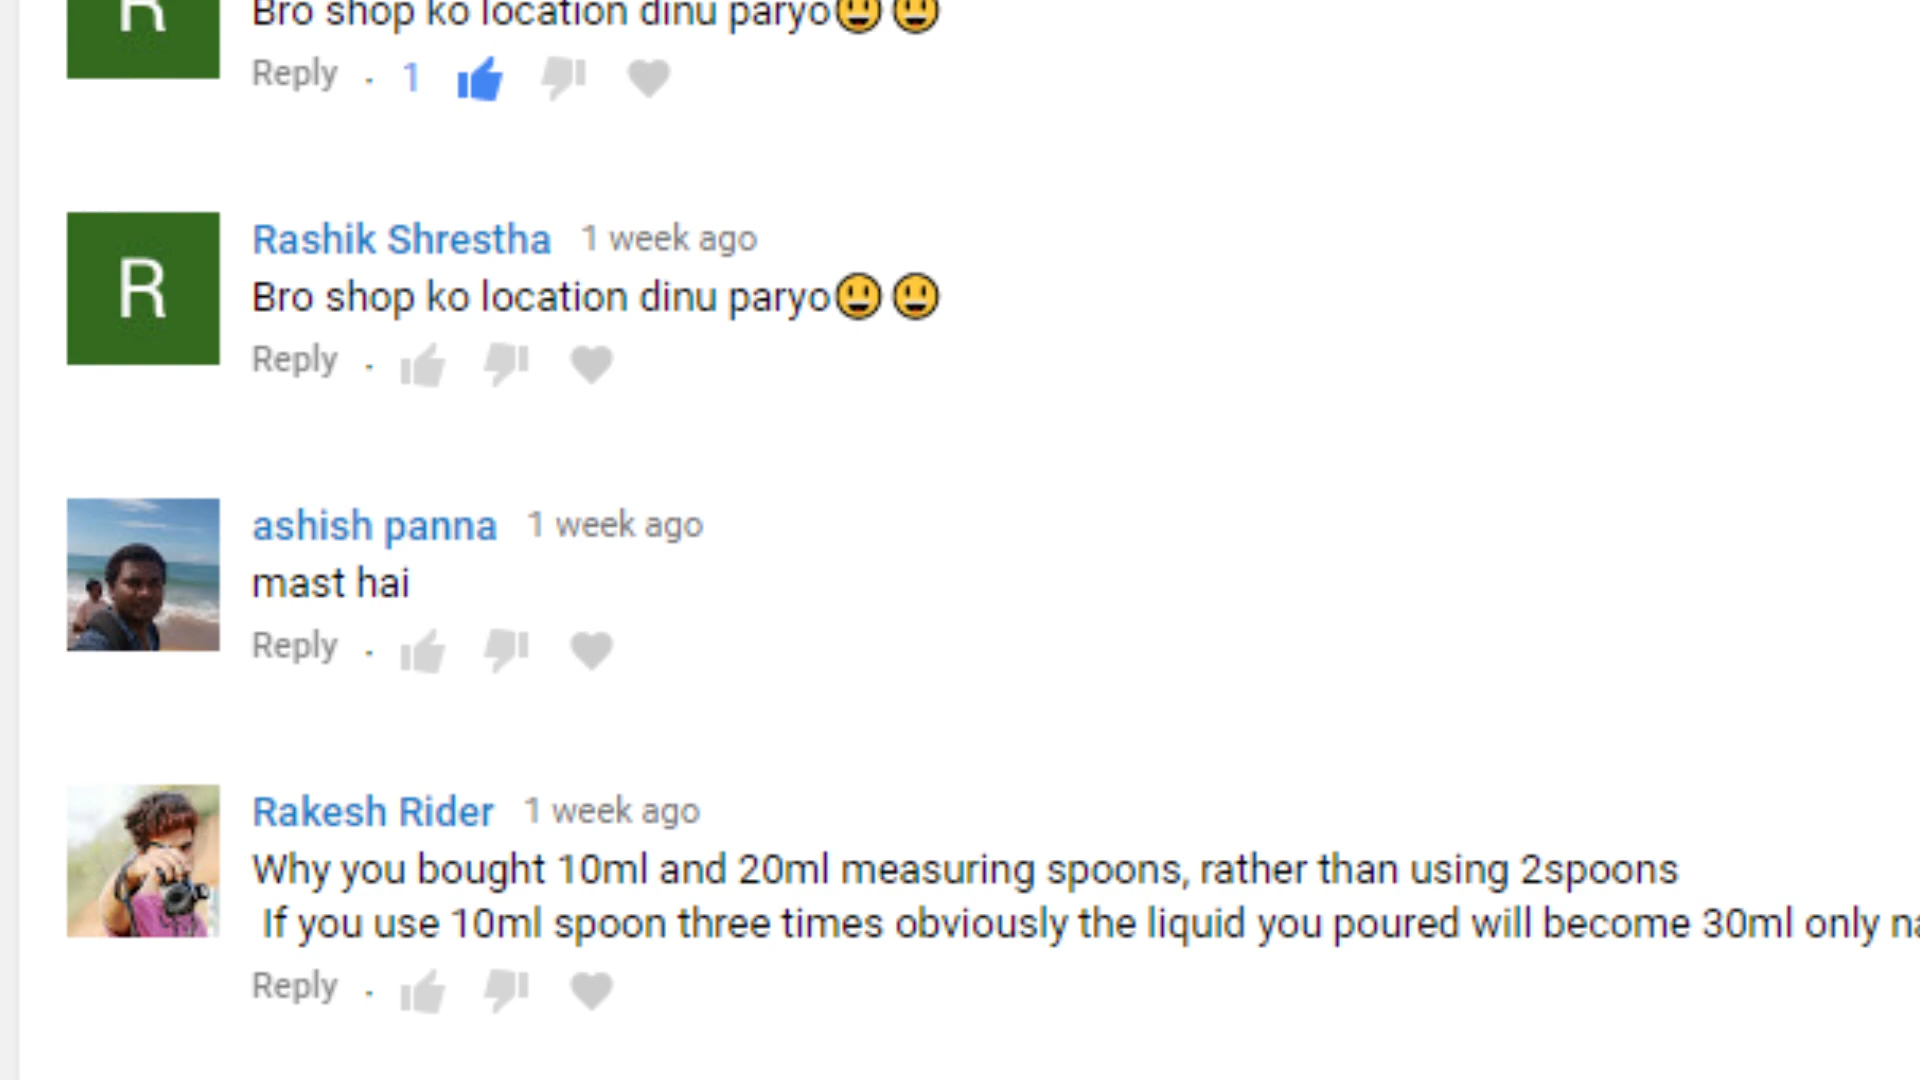 R
Bro shop ko location dinu paryo😃😃
Reply . 1
R
Rashik Shrestha 1 week ago
Bro shop ko location dinu paryo😃😃
Reply .
ashish panna 1 week ago
mast hai
Reply .
Rakesh Rider 1 week ago
Why you bought 10ml and 20ml measuring spoons, rather than using 2spoons
If you use 10ml spoon three times obviously the liquid you poured will become 30ml only
Reply .